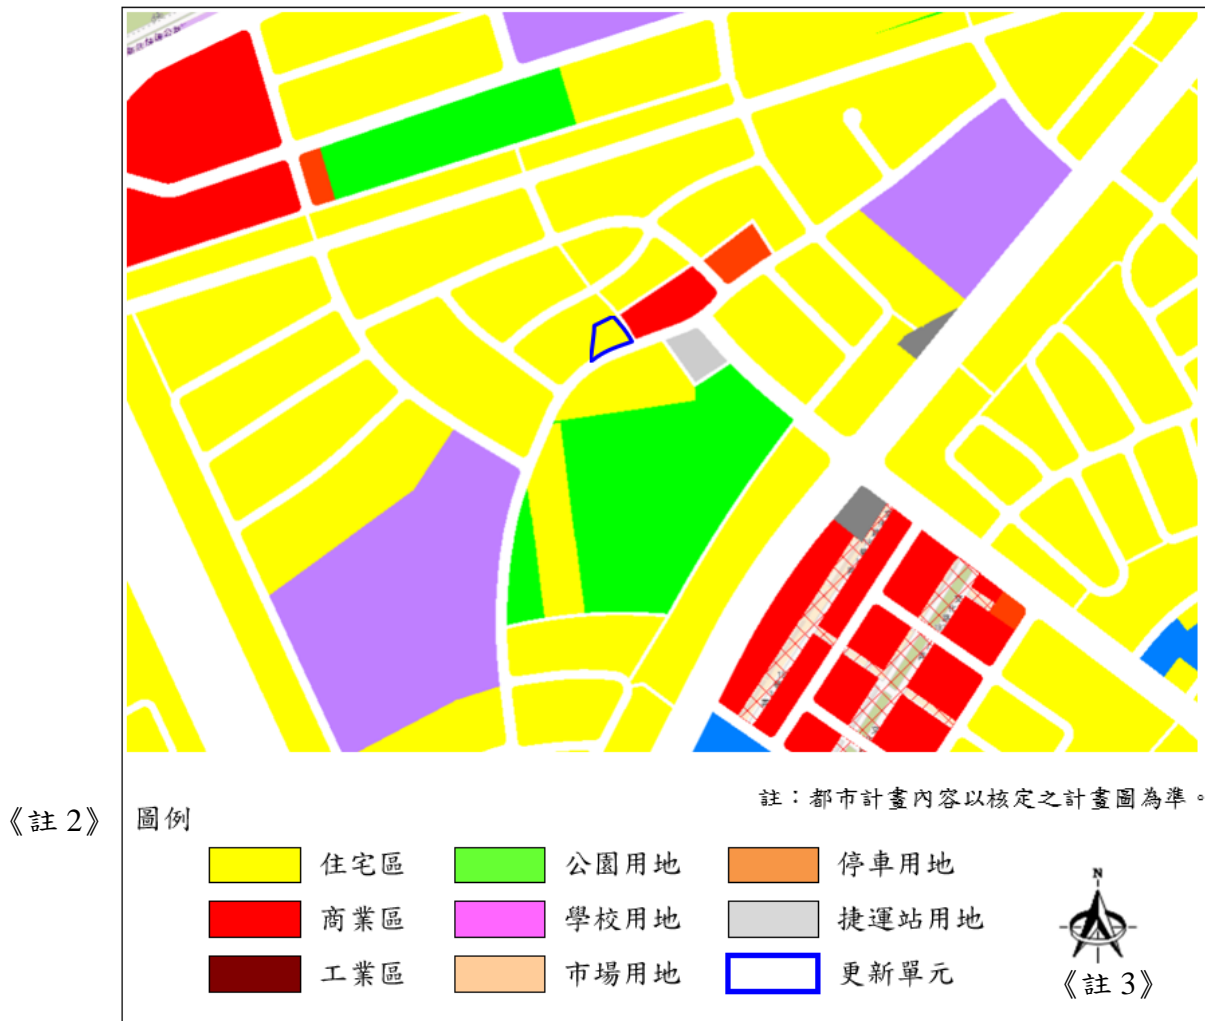 註：都市計畫內容以核定之計畫圖為準。
《註 2》
圖例
住宅區 公園用地 停車用地
商業區 學校用地 捷運站用地
工業區 市場用地 更新單元
N
《註 3》